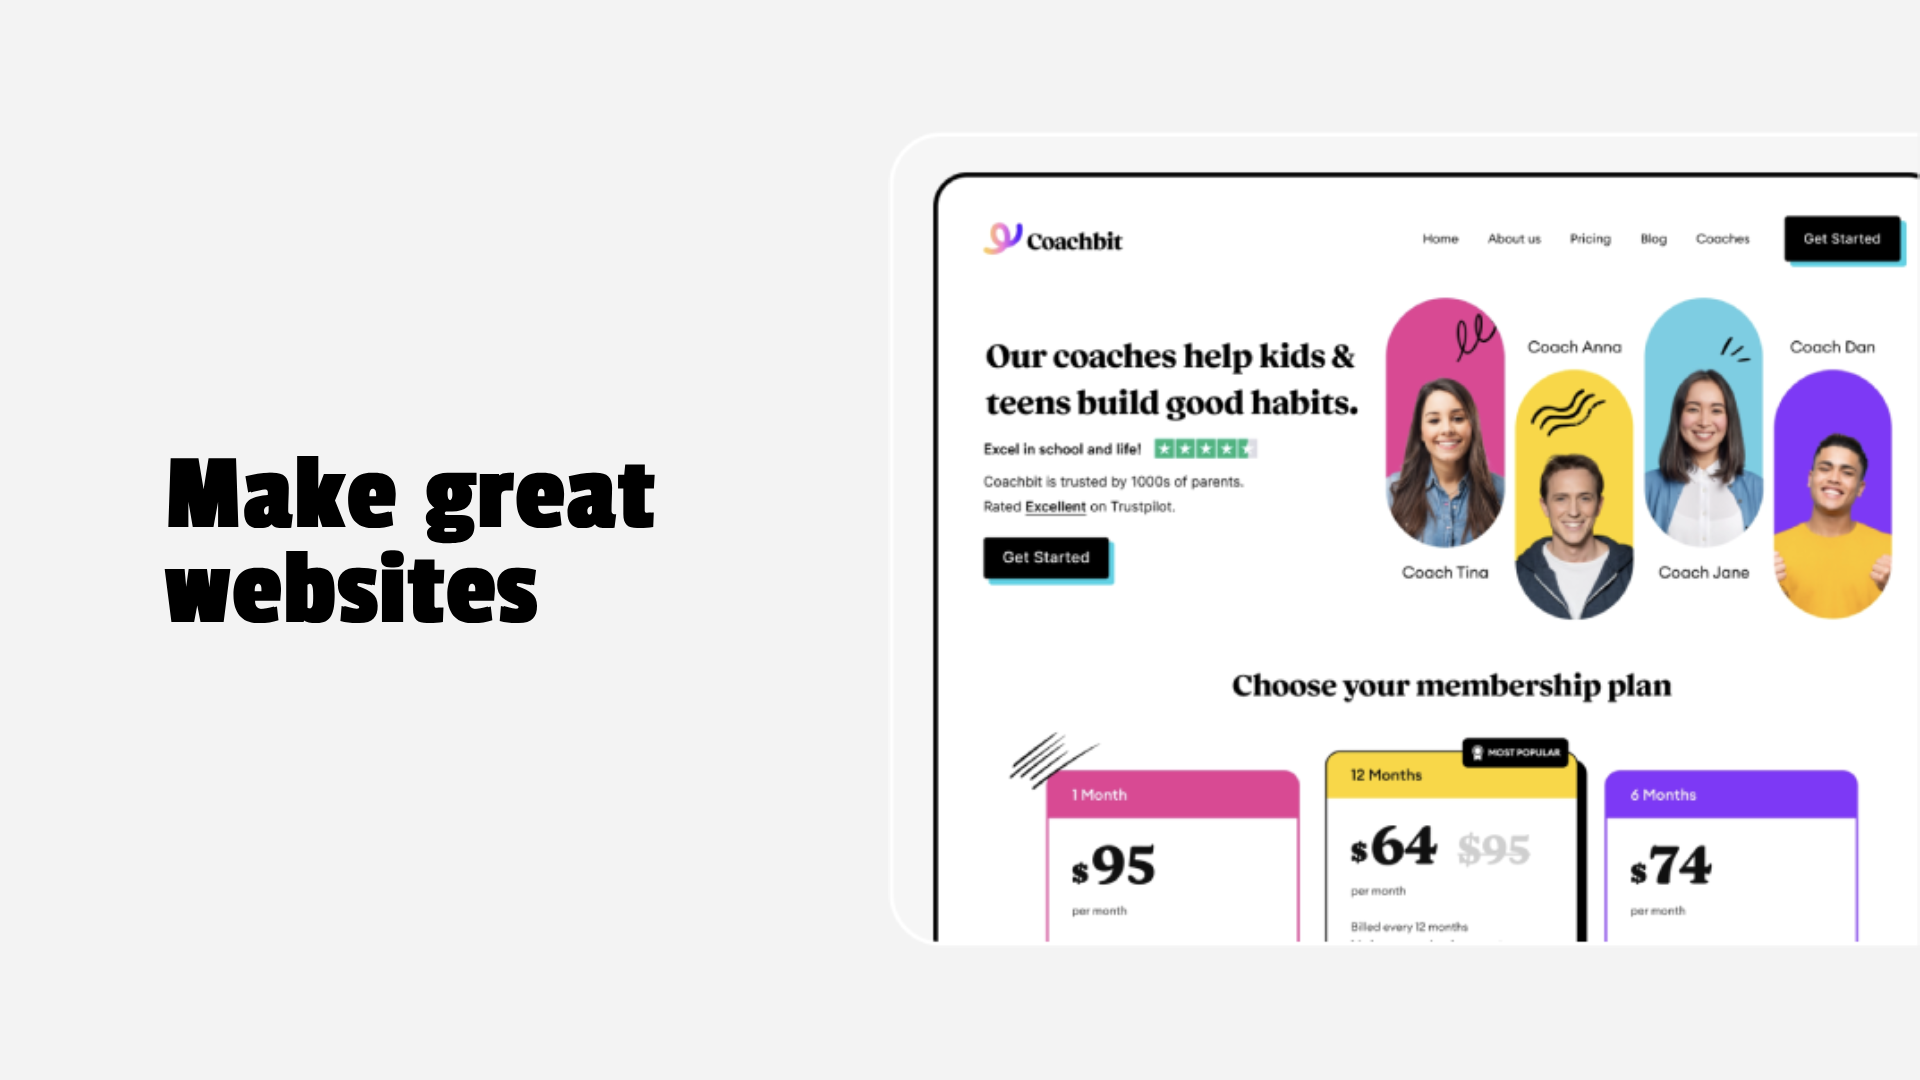 Make great
websites
Coachbit
Home About us Pricing Blog Coaches Get Started
Our coaches help kids &
teens build good habits.
Excel in school and life!
Coachbit is trusted by 1000s of parents.
Rated Excellent on Trustpilot.
Get Started
Coach Anna Coach Dan
Coach Tina Coach Jane
Choose your membership plan
MOST POPULAR
1 Month
$95
per month
12 Months
$64 $95
per month
Billed every 12 months
6 Months
$74
per month